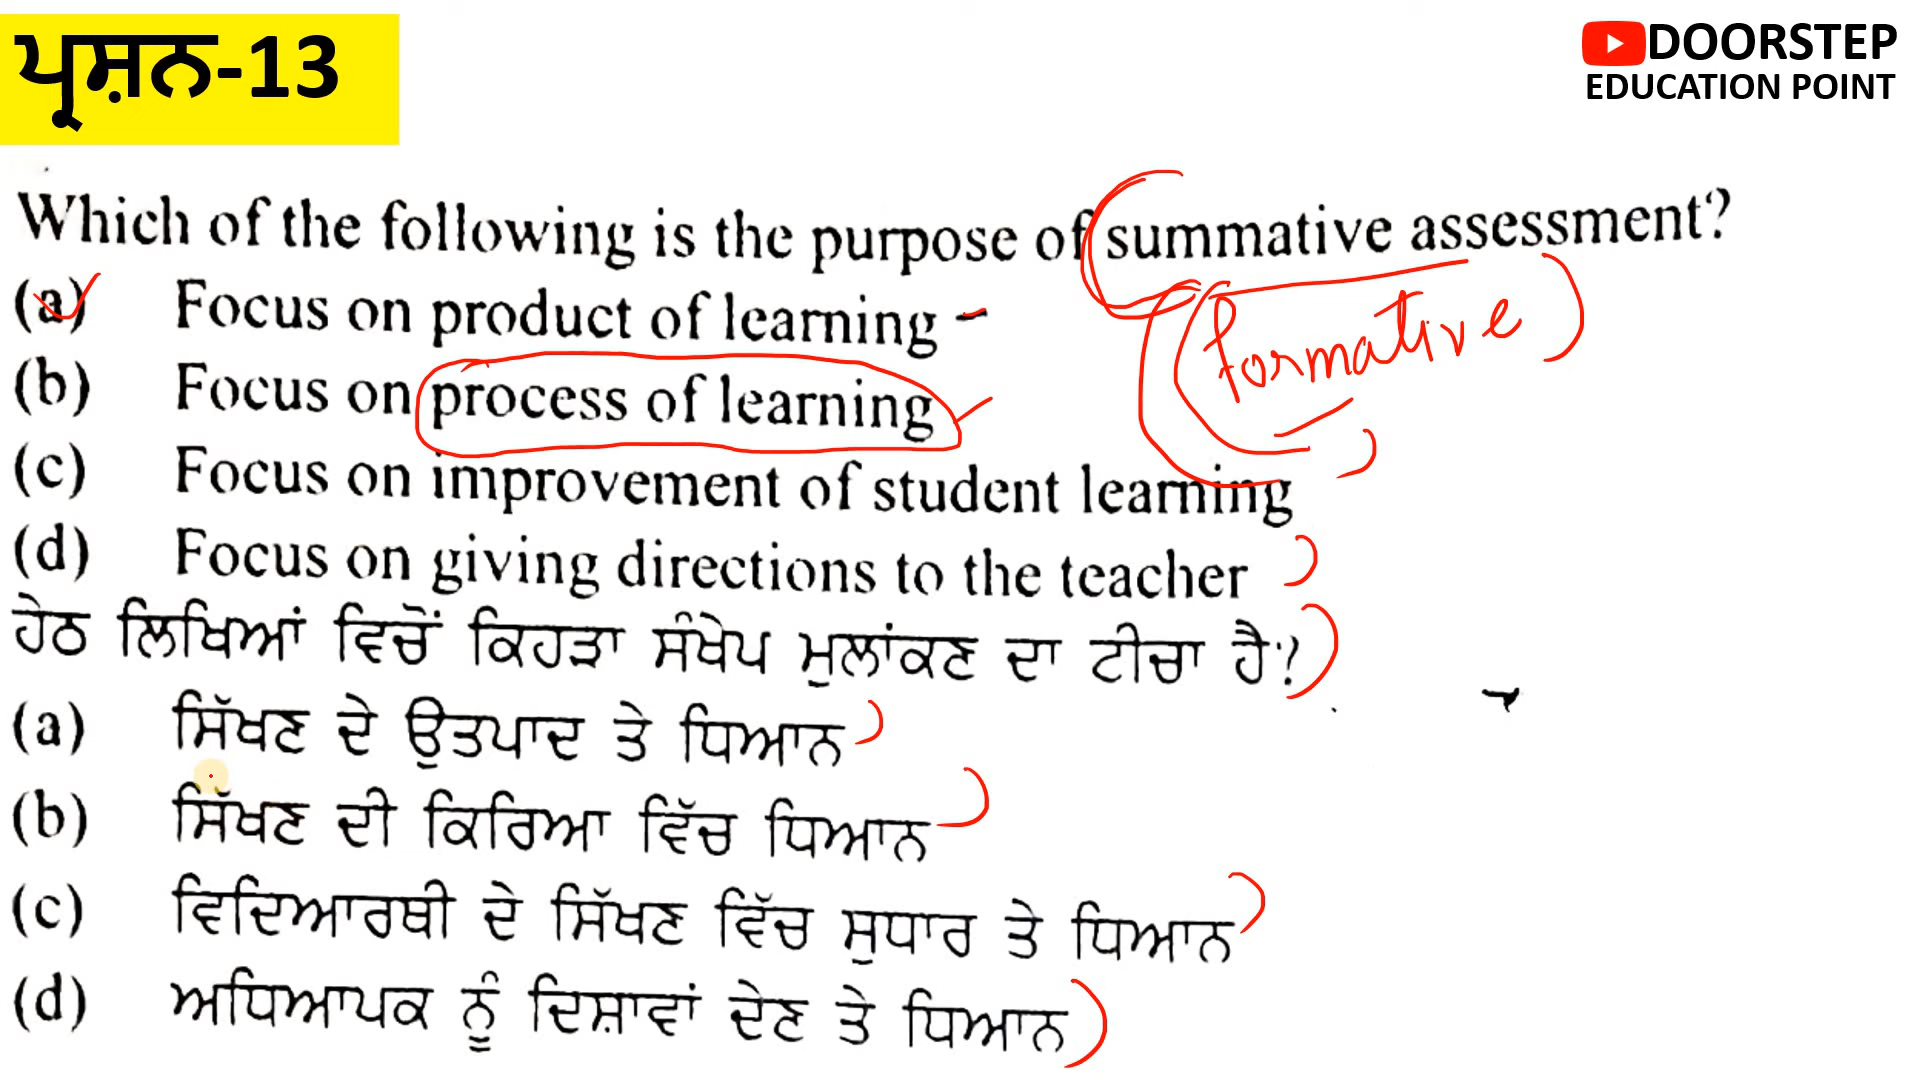 ਪ੍ਰਸ਼ਨ-13
DOORSTEP
EDUCATION POINT
Which of the following is the purpose of summative assessment?
(a) Focus on product of learning
(formative)
(b) Focus on process of learning
(c) Focus on improvement of student learning
(d) Focus on giving directions to the teacher
ਹੇਠ ਲਿਖਿਆਂ ਵਿਚੋਂ ਕਿਹੜਾ ਸੰਖੇਪ ਮੁਲਾਂਕਣ ਦਾ ਟੀਚਾ ਹੈ?
(a) ਸਿੱਖਣ ਦੇ ਉਤਪਾਦ ਤੇ ਧਿਆਨ
(b) ਸਿੱਖਣ ਦੀ ਕਿਰਿਆ ਵਿੱਚ ਧਿਆਨ
(c) ਵਿਦਿਆਰਥੀ ਦੇ ਸਿੱਖਣ ਵਿੱਚ ਸੁਧਾਰ ਤੇ ਧਿਆਨ
(d) ਅਧਿਆਪਕ ਨੂੰ ਦਿਸ਼ਾਵਾਂ ਦੇਣ ਤੇ ਧਿਆਨ